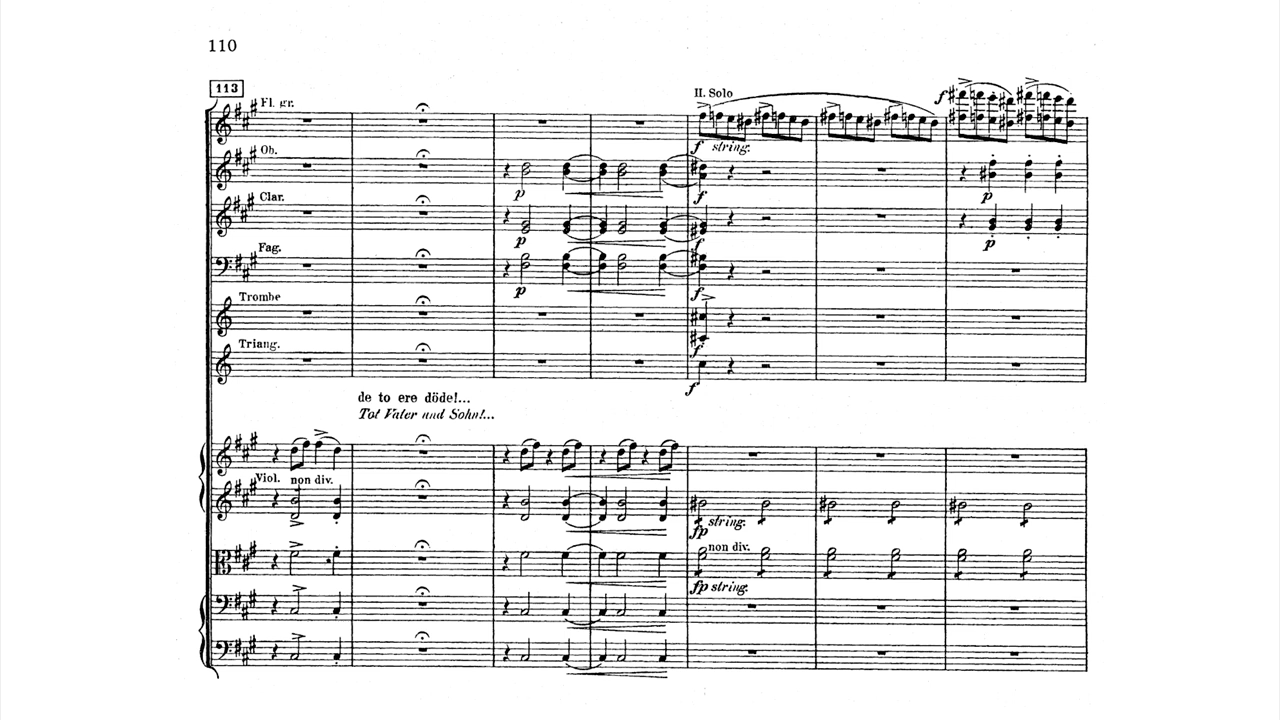 110
113
Fl. gr.
II. Solo
f
f string.
Ob.
p
f
p
Clar.
p
f
p
Fag.
p
f
Trombe
f
Triang.
f
de to ere döde!...
Tot Vater und Sohn!...
Viol. non div.
fp string.
non div.
fp string.